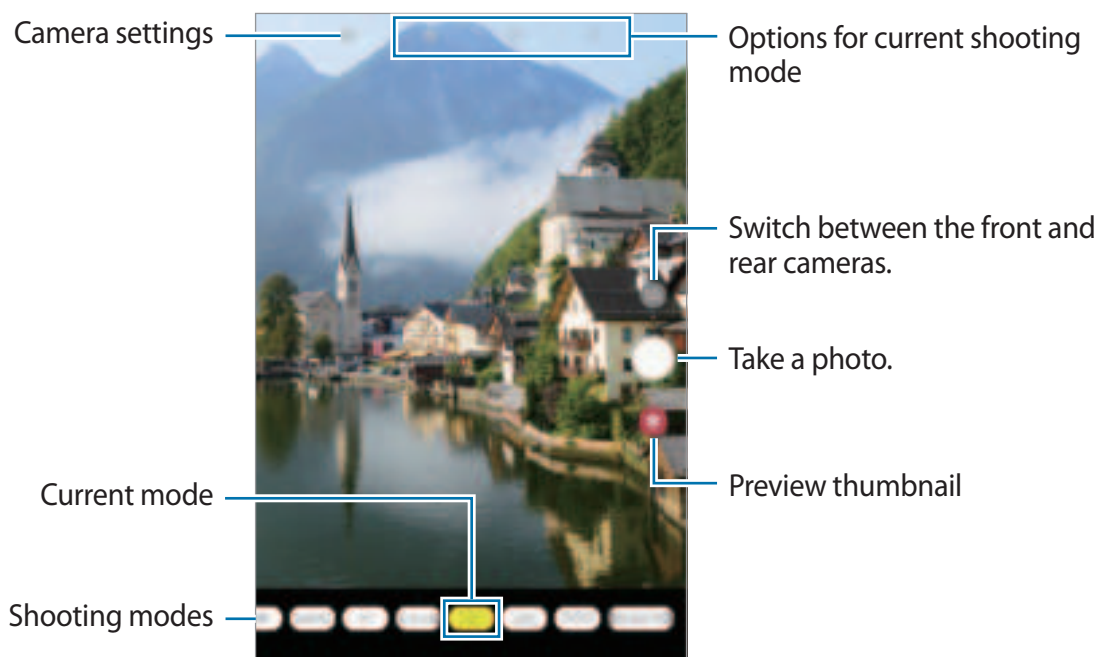 Camera settings
Options for current shooting
mode
Switch between the front and
rear cameras.
Take a photo.
Preview thumbnail
Current mode
Shooting modes